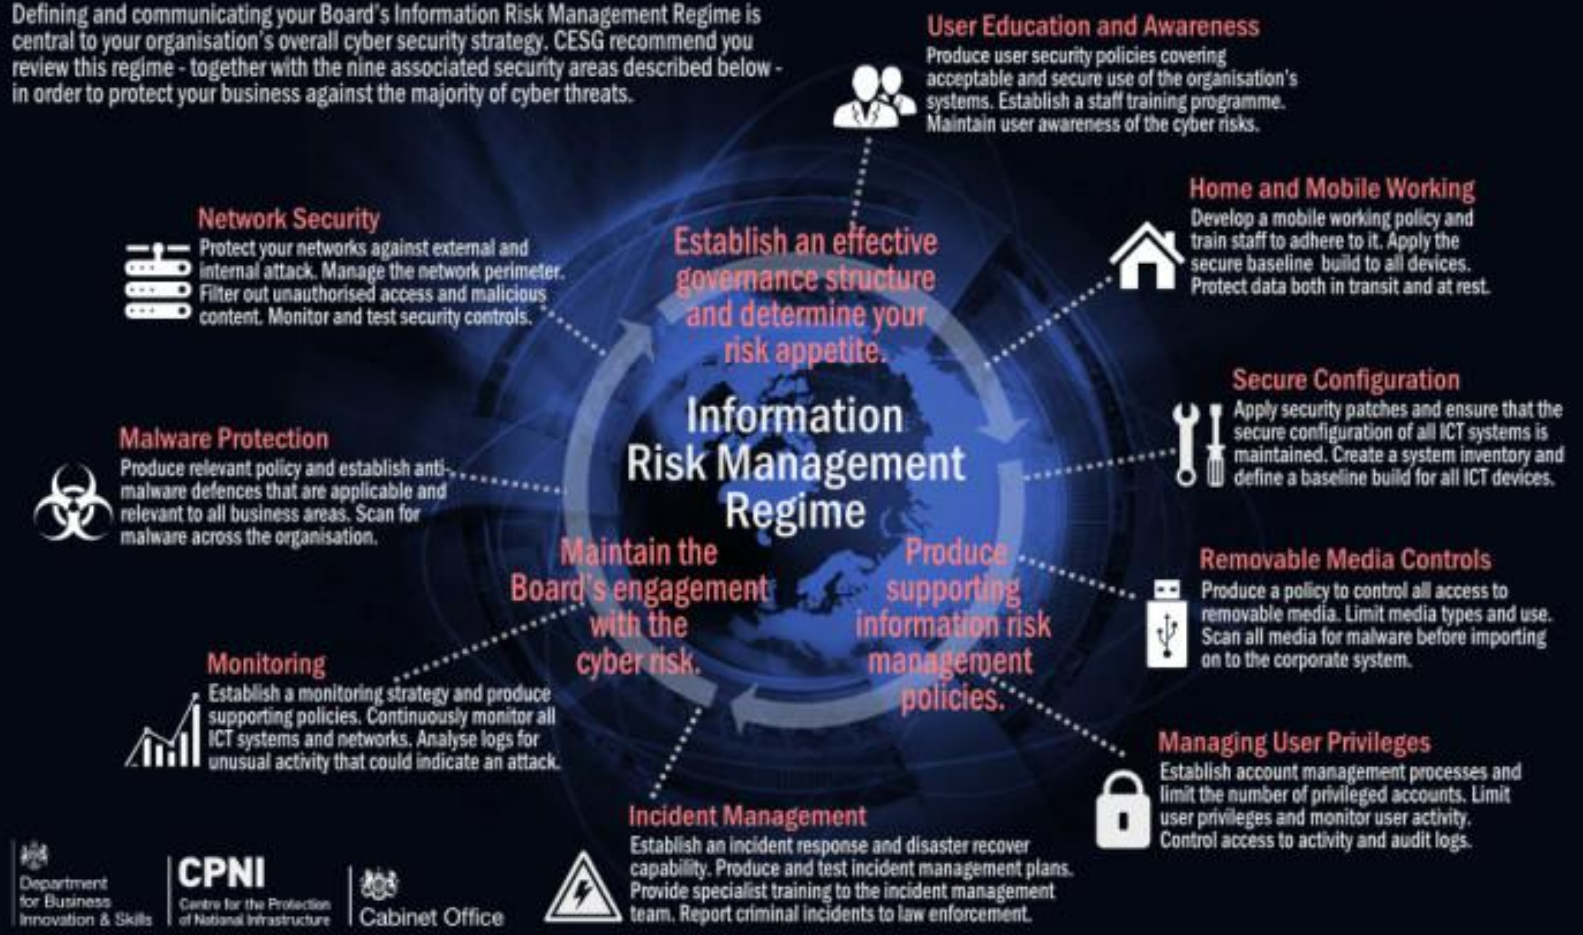 Defining and communicating your Board's Information Risk Management Regime is
central to your organisation's overall cyber security strategy. CESG recommend you
review this regime - together with the nine associated security areas described below -
in order to protect your business against the majority of cyber threats.
User Education and Awareness
Produce user security policies covering
acceptable and secure use of the organisation's
systems. Establish a staff training programme.
Maintain user awareness of the cyber risks.
Home and Mobile Working
Develop a mobile working policy and
train staff to adhere to it. Apply the
secure baseline build to all devices.
Protect data both in transit and at rest.
Secure Configuration
Apply security patches and ensure that the
secure configuration of all ICT systems is
maintained. Create a system inventory and
define a baseline build for all ICT devices.
Removable Media Controls
Produce a policy to control all access to
removable media. Limit media types and use.
Scan all media for malware before importing
on to the corporate system.
Managing User Privileges
Establish account management processes and
limit the number of privileged accounts. Limit
user privileges and monitor user activity.
Control access to activity and audit logs.
Incident Management
Establish an incident response and disaster recover
capability. Produce and test incident management plans.
Provide specialist training to the incident management
team. Report criminal incidents to law enforcement.
Monitoring
Establish a monitoring strategy and produce
supporting policies. Continuously monitor all
ICT systems and networks. Analyse logs for
unusual activity that could indicate an attack.
Malware Protection
Produce relevant policy and establish anti-
malware defences that are applicable and
relevant to all business areas. Scan for
malware across the organisation.
Network Security
Protect your networks against external and
internal attack. Manage the network perimeter.
Filter out unauthorised access and malicious
content. Monitor and test security controls.
Establish an effective
governance structure
and determine your
risk appetite.
Information
Risk Management
Regime
Maintain the
Board's engagement
with the
cyber risk.
Produce
supporting
information risk
management
policies.
Department
for Business
Innovation & Skills
CPNI
Centre for the Protection
of National Infrastructure
Cabinet Office